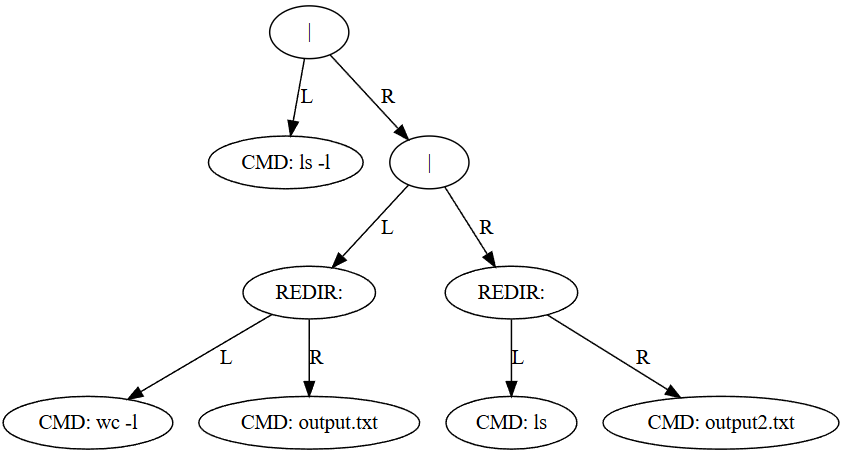 |
L
R
CMD: ls -l
|
L
R
REDIR:
REDIR:
L
R
L
R
CMD: wc -l
CMD: output.txt
CMD: ls
CMD: output2.txt